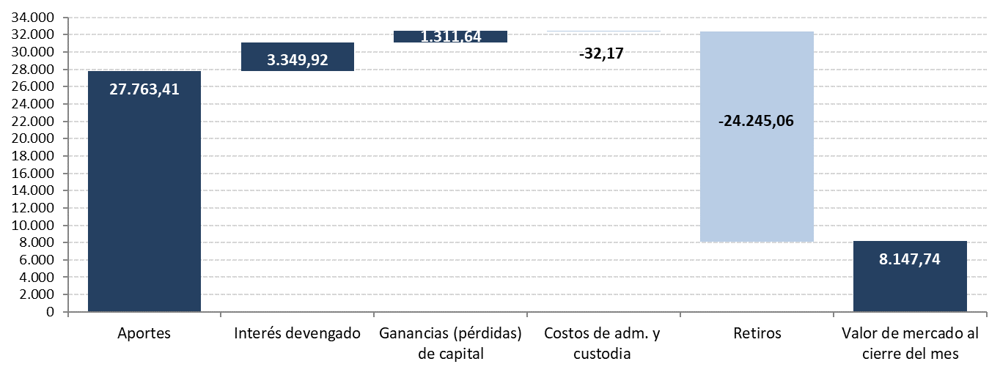 34.000
32.000
30.000
28.000
26.000
24.000
22.000
20.000
18.000
16.000
14.000
12.000
10.000
8.000
6.000
4.000
2.000
0
27.763,41
3.349,92
1.311,64
-32,17
-24.245,06
8.147,74
Aportes
Interés devengado
Ganancias (pérdidas)
de capital
Costos de adm. y
custodia
Retiros
Valor de mercado al
cierre del mes